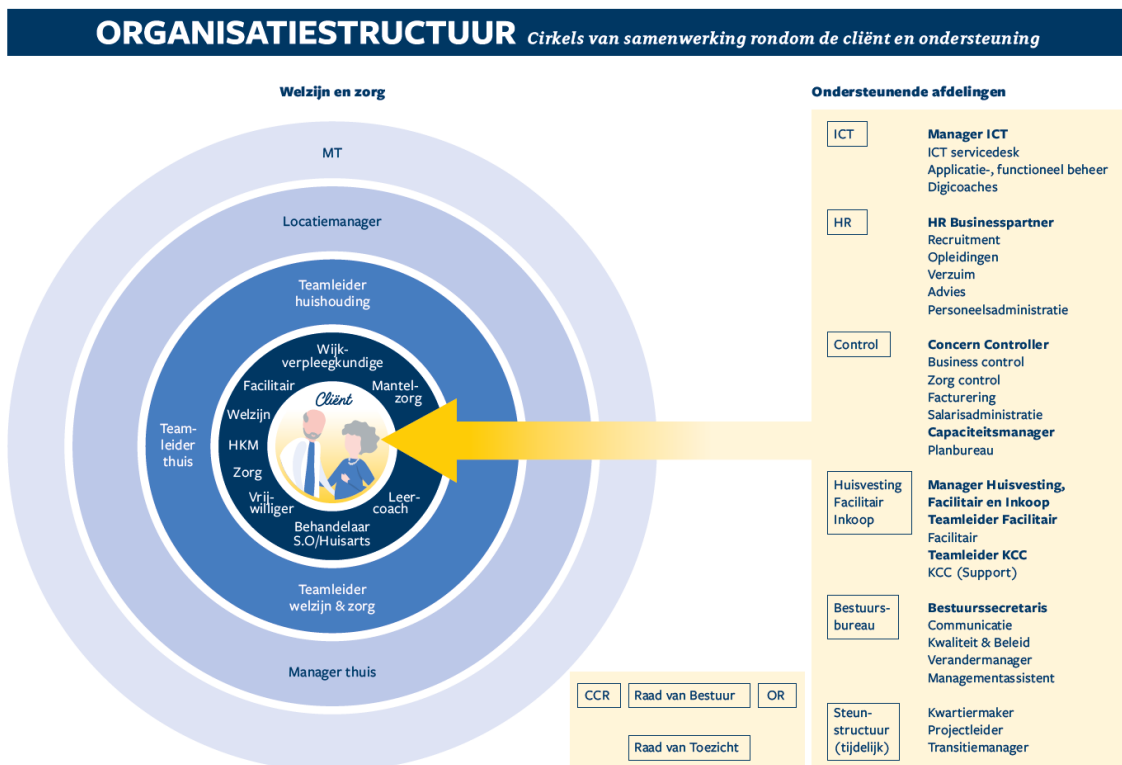 ORGANISATIESTRUCTUUR Cirkels van samenwerking rondom de cliënt en ondersteuning
Welzijn en zorg
MT
Locatiemanager
Teamleider
huishouding
Wijk-
verpleegkundige
Facilitair
Mantel-
zorg
Cliënt
Welzijn
HKM
Zorg
Vrij-
williger
Leer-
coach
Behandelaar
S.O/Huisarts
Team-
leider
thuis
Teamleider
welzijn & zorg
Manager thuis
CCR
Raad van Bestuur
OR
Raad van Toezicht
Ondersteunende afdelingen
ICT
Manager ICT
ICT servicedesk
Applicatie-, functioneel beheer
Digicoaches
HR
HR Businesspartner
Recruitment
Opleidingen
Verzuim
Advies
Personeelsadministratie
Control
Concern Controller
Business control
Zorg control
Facturering
Salarisadministratie
Capaciteitsmanager
Planbureau
Huisvesting
Facilitair
Inkoop
Manager Huisvesting,
Facilitair en Inkoop
Teamleider Facilitair
Facilitair
Teamleider KCC
KCC (Support)
Bestuurs-
bureau
Bestuurssecretaris
Communicatie
Kwaliteit & Beleid
Verandermanager
Managementassistent
Steun-
structuur
(tijdelijk)
Kwartiermaker
Projectleider
Transitiemanager